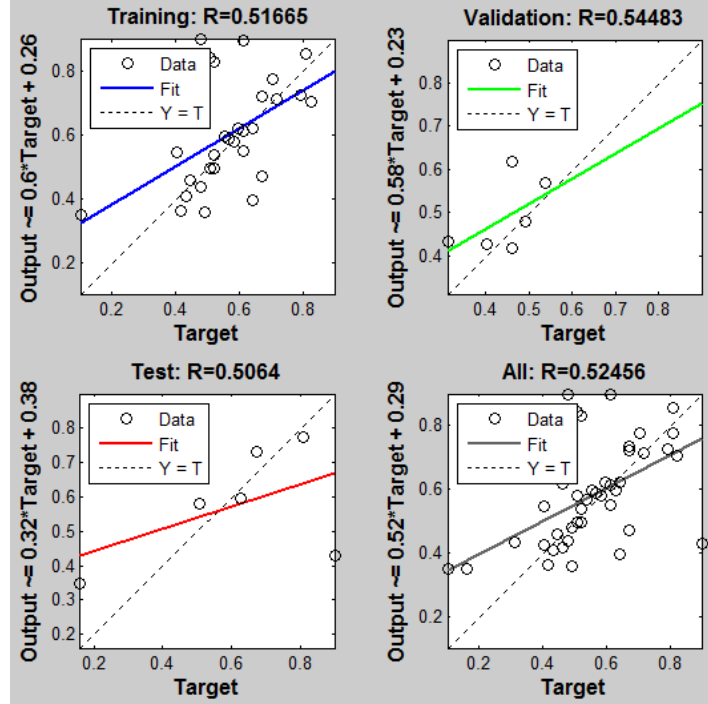 Training: R=0.51665
Output ~= 0.6*Target + 0.26
Data
Fit
Y = T
0.8
0.6
0.4
0.2
0.2 0.4 0.6 0.8
Target
Validation: R=0.54483
Output ~= 0.58*Target + 0.23
Data
Fit
Y = T
0.8
0.7
0.6
0.5
0.4
0.4 0.5 0.6 0.7 0.8
Target
Test: R=0.5064
Output ~= 0.32*Target + 0.38
Data
Fit
Y = T
0.8
0.7
0.6
0.5
0.4
0.3
0.2
0.2 0.4 0.6 0.8
Target
All: R=0.52456
Output ~= 0.52*Target + 0.29
Data
Fit
Y = T
0.8
0.6
0.4
0.2
0.2 0.4 0.6 0.8
Target